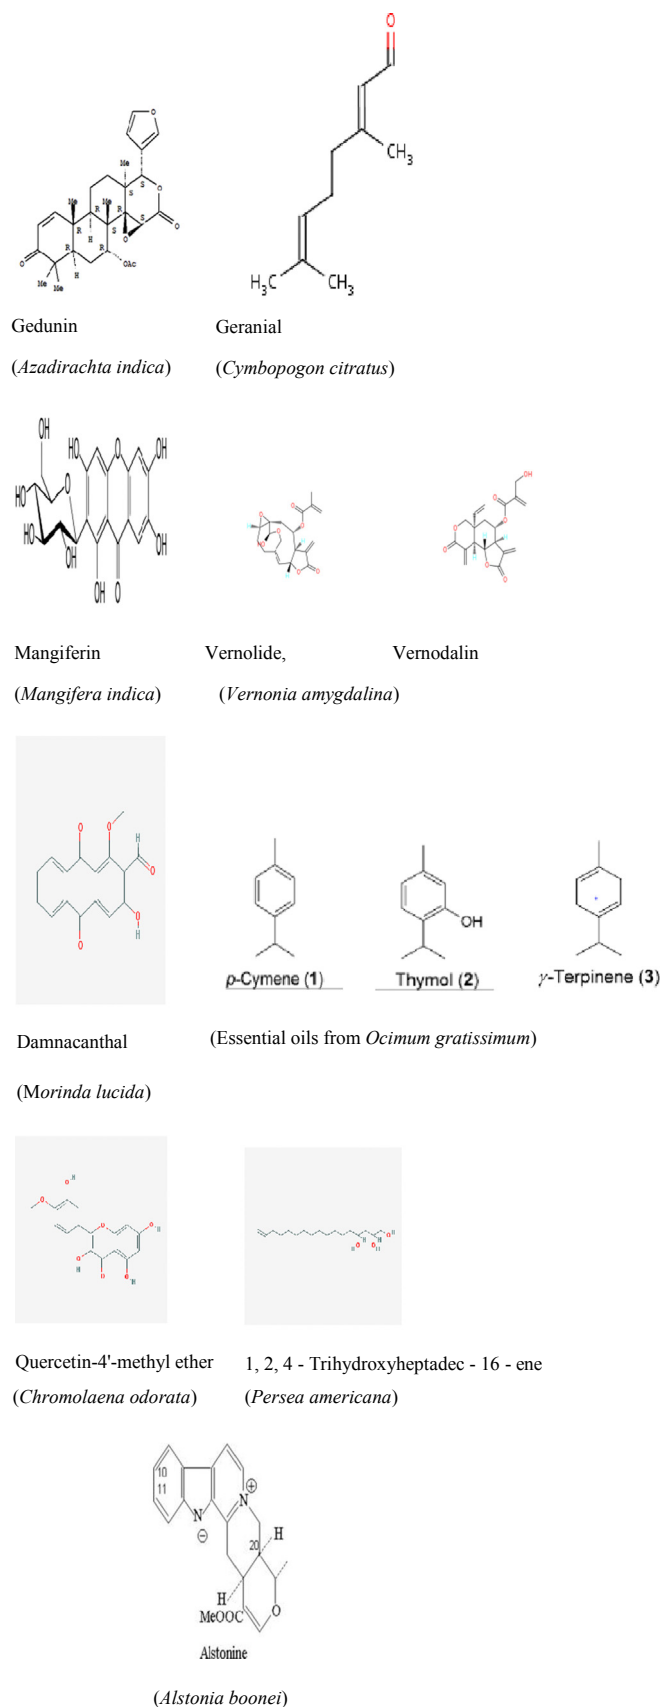 O
CH₃
H₃C
CH₃
O
Me
S
S
O
Me
Me
S
R
R
R
S
R
H
S
O
O
R
R
O
H
OAc
Me
Me
Gedunin
Geranial
(Azadirachta indica)
(Cymbopogon citratus)
OH
OH
HO
O
OH
HO
O
HO
OH
OH
OH
O
Mangiferin
Vernolide,
Vernodalin
(Mangifera indica)
(Vernonia amygdalina)
O
O
H
O
O
H
O
OH
p-Cymene (1)
Thymol (2)
γ-Terpinene (3)
Damnacanthal
(Essential oils from Ocimum gratissimum)
(Morinda lucida)
Quercetin-4'-methyl ether
1, 2, 4 - Trihydroxyheptadec - 16 - ene
(Chromolaena odorata)
(Persea americana)
10
11
N
⊕
N
⊖
20
H
H
MeOOC
O
Alstonine
(Alstonia boonei)